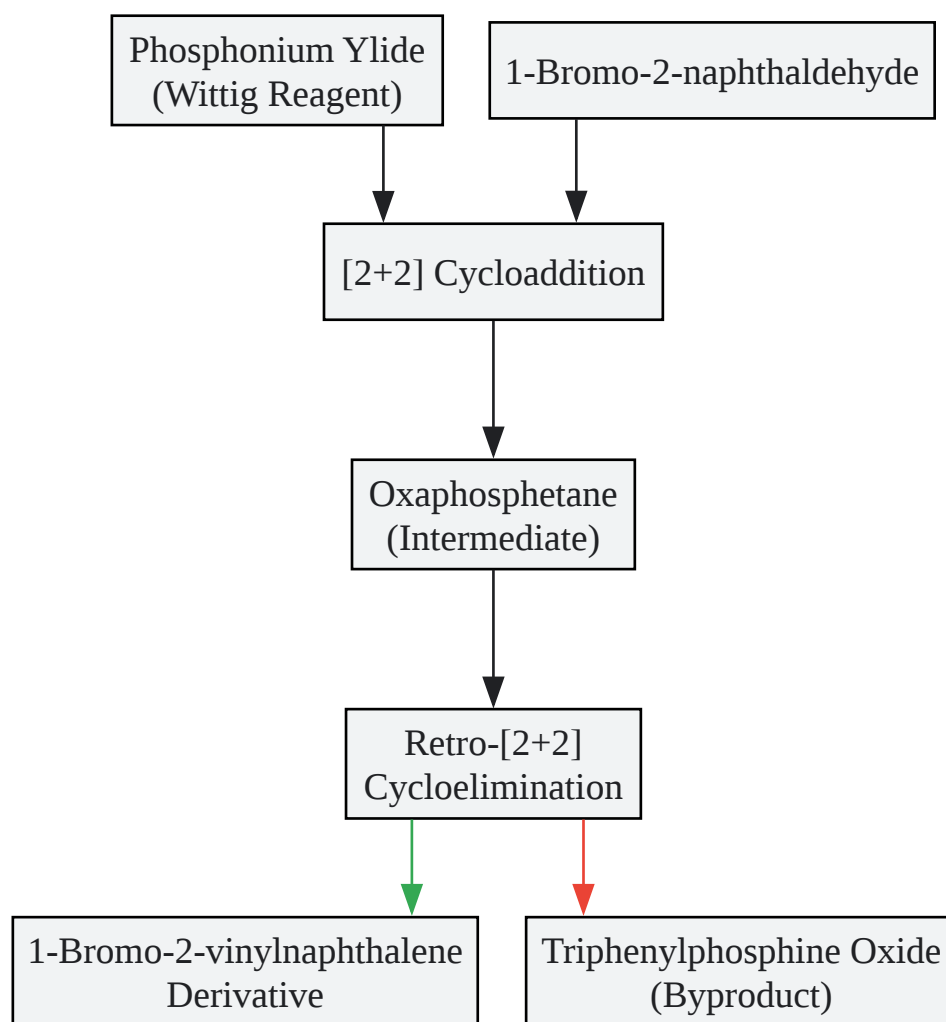 Phosphonium Ylide
(Wittig Reagent)
1-Bromo-2-naphthaldehyde
[2+2] Cycloaddition
Oxaphosphetane
(Intermediate)
Retro-[2+2]
Cycloelimination
1-Bromo-2-vinylnaphthalene
Derivative
Triphenylphosphine Oxide
(Byproduct)